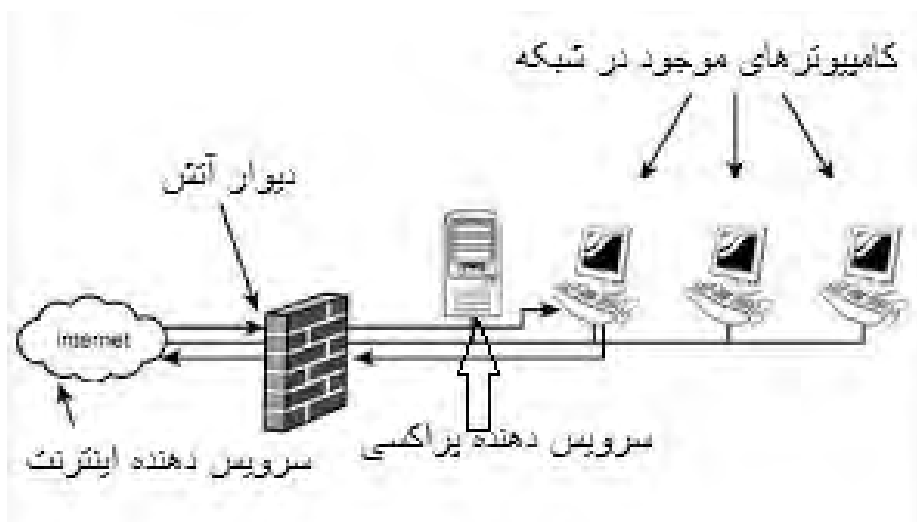 کامپیوترهای موجود در شبکه
دیوار آتش
Internet
سرویس دهنده پراکسی
سرویس دهنده اینترنت